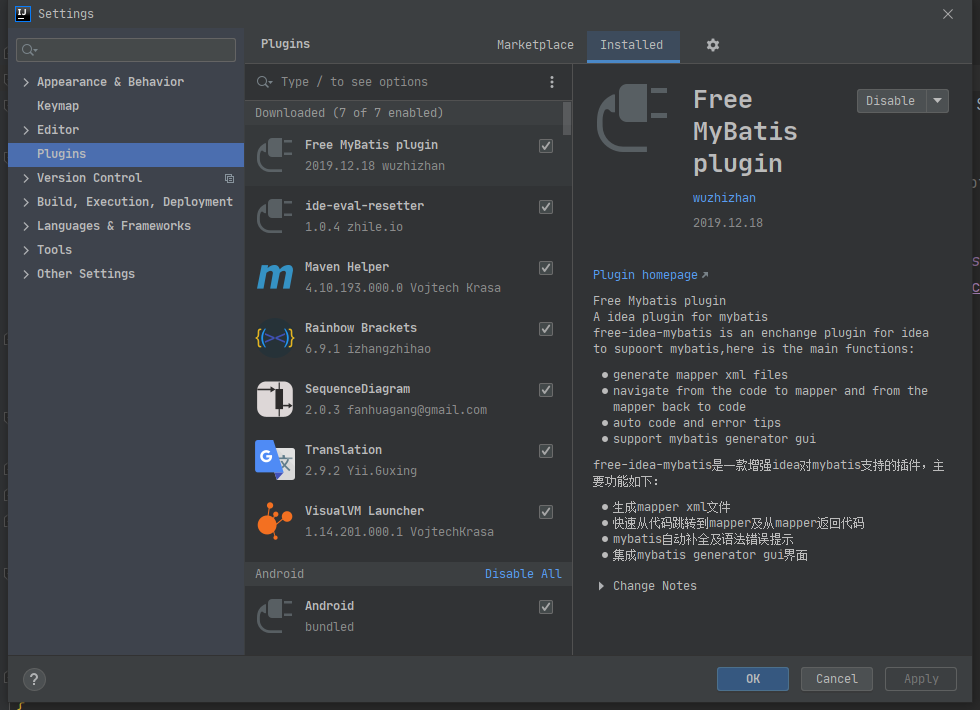 Settings
Plugins
Marketplace
Installed
Appearance & Behavior
Keymap
Editor
Plugins
Version Control
Build, Execution, Deployment
Languages & Frameworks
Tools
Other Settings
Type / to see options
Downloaded (7 of 7 enabled)
Free MyBatis plugin
2019.12.18 wuzhizhan
ide-eval-resetter
1.0.4 zhile.io
Maven Helper
4.10.193.000.0 Vojtech Krasa
Rainbow Brackets
6.9.1 izhangzhihao
SequenceDiagram
2.0.3 fanhuagang@gmail.com
Translation
2.9.2 Yii.Guxing
VisualVM Launcher
1.14.201.000.1 VojtechKrasa
Android
Disable All
Android
bundled
Free
MyBatis
plugin
Disable
wuzhizhan
2019.12.18
Plugin homepage
Free Mybatis plugin
A idea plugin for mybatis
free-idea-mybatis is an enchange plugin for idea
to supoort mybatis,here is the main functions:
generate mapper xml files
navigate from the code to mapper and from the
mapper back to code
auto code and error tips
support mybatis generator gui
free-idea-mybatis是一款增强idea对mybatis支持的插件，主
要功能如下：
生成mapper xml文件
快速从代码跳转到mapper及从mapper返回代码
mybatis自动补全及语法错误提示
集成mybatis generator gui界面
Change Notes
?
OK
Cancel
Apply